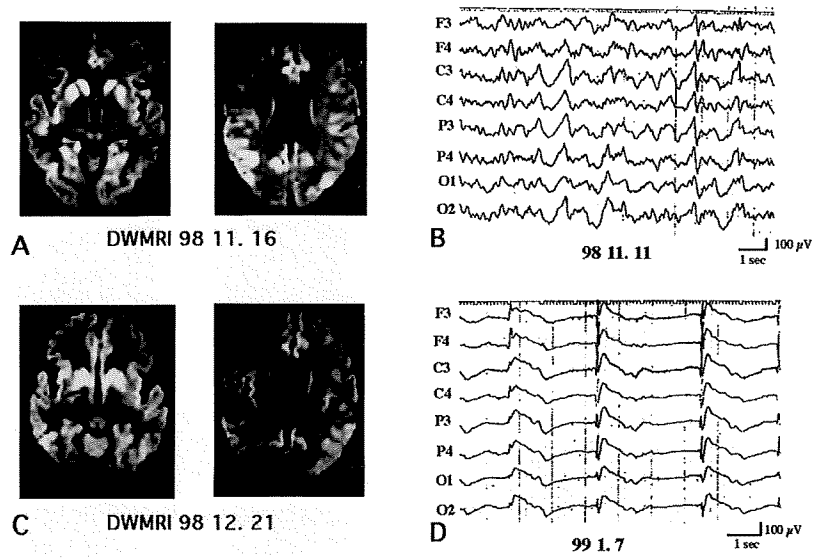 A
DWMRI 98 11. 16
F3
F4
C3
C4
P3
P4
O1
O2
B
98 11. 11
100 µV
1 sec
C
DWMRI 98 12. 21
F3
F4
C3
C4
P3
P4
O1
O2
D
99 1. 7
100 µV
1 sec